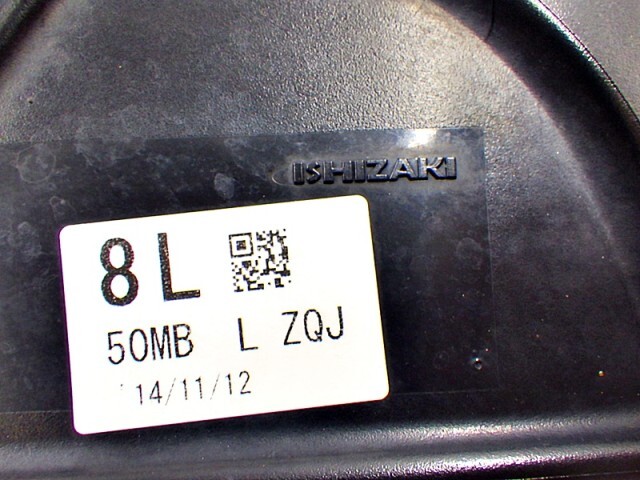 ISHIZAKI
8L
50MB L ZQJ
'14/11/12